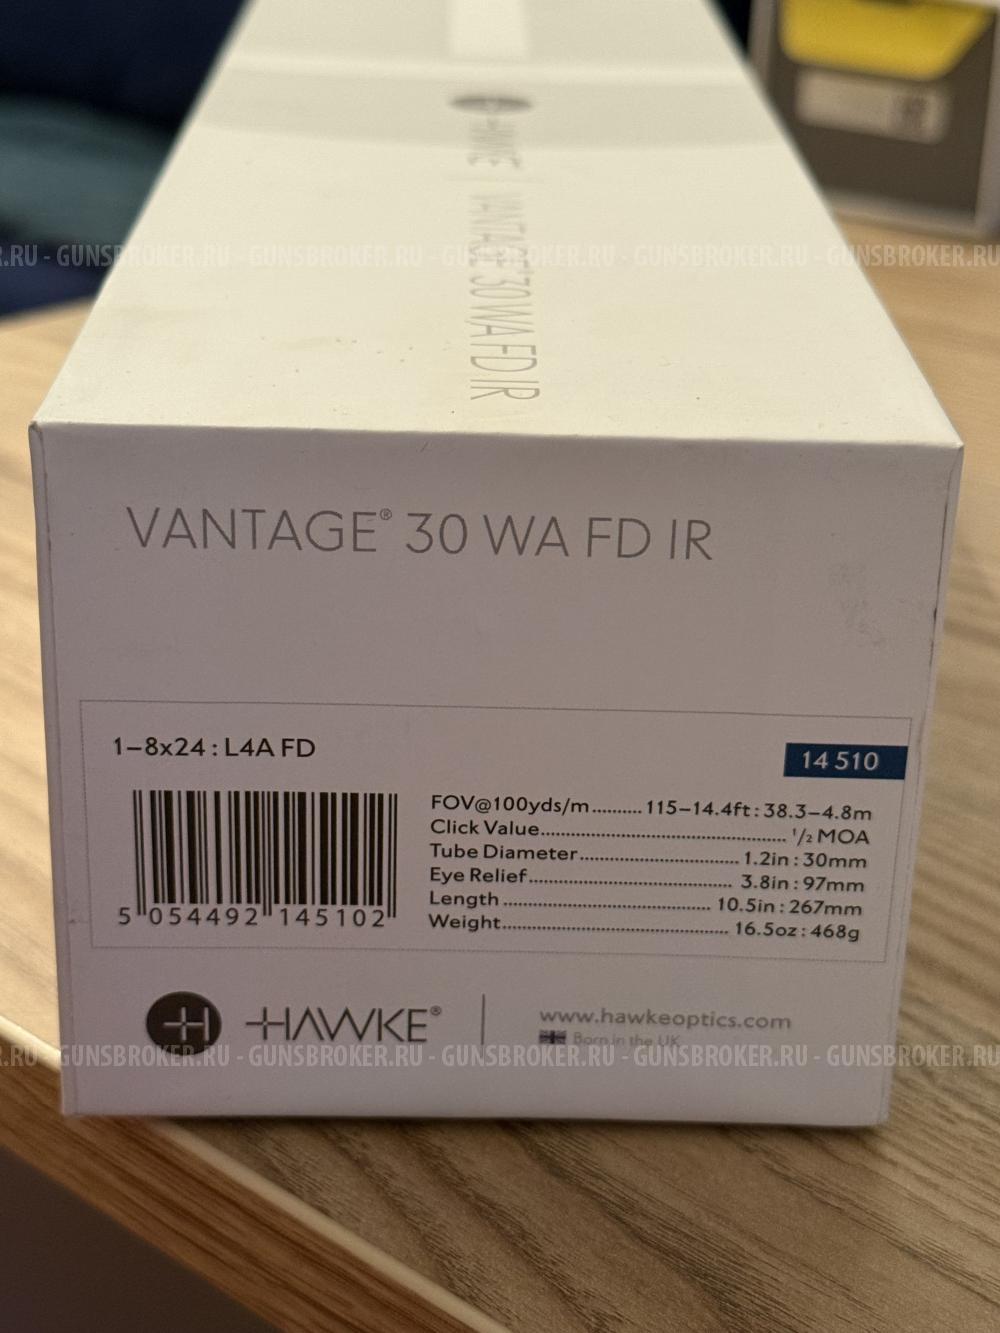 HAWKE | VANTAGE 30 WA FD IR
R.RU - GUNSBROKER.RU - GUNSBROKER.RU - GUNSBROKER.RU - GUNSBROKER.RU - GUNSBROKER
VANTAGE® 30 WA FD IR
1–8x24 : L4A FD
14 510
FOV@100yds/m.......... 115–14.4ft : 38.3–4.8m
Click Value.......... 1/2 MOA
Tube Diameter.......... 1.2in : 30mm
Eye Relief.......... 3.8in : 97mm
Length.......... 10.5in : 267mm
Weight.......... 16.5oz : 468g
5 054492 145102
HAWKE®
www.hawkeoptics.com
Born in the UK
R.RU - GUNSBROKER.RU - GUNSBROKER.RU - GUNSBROKER.RU - GUNSBROKER.RU - GUNSBROKER